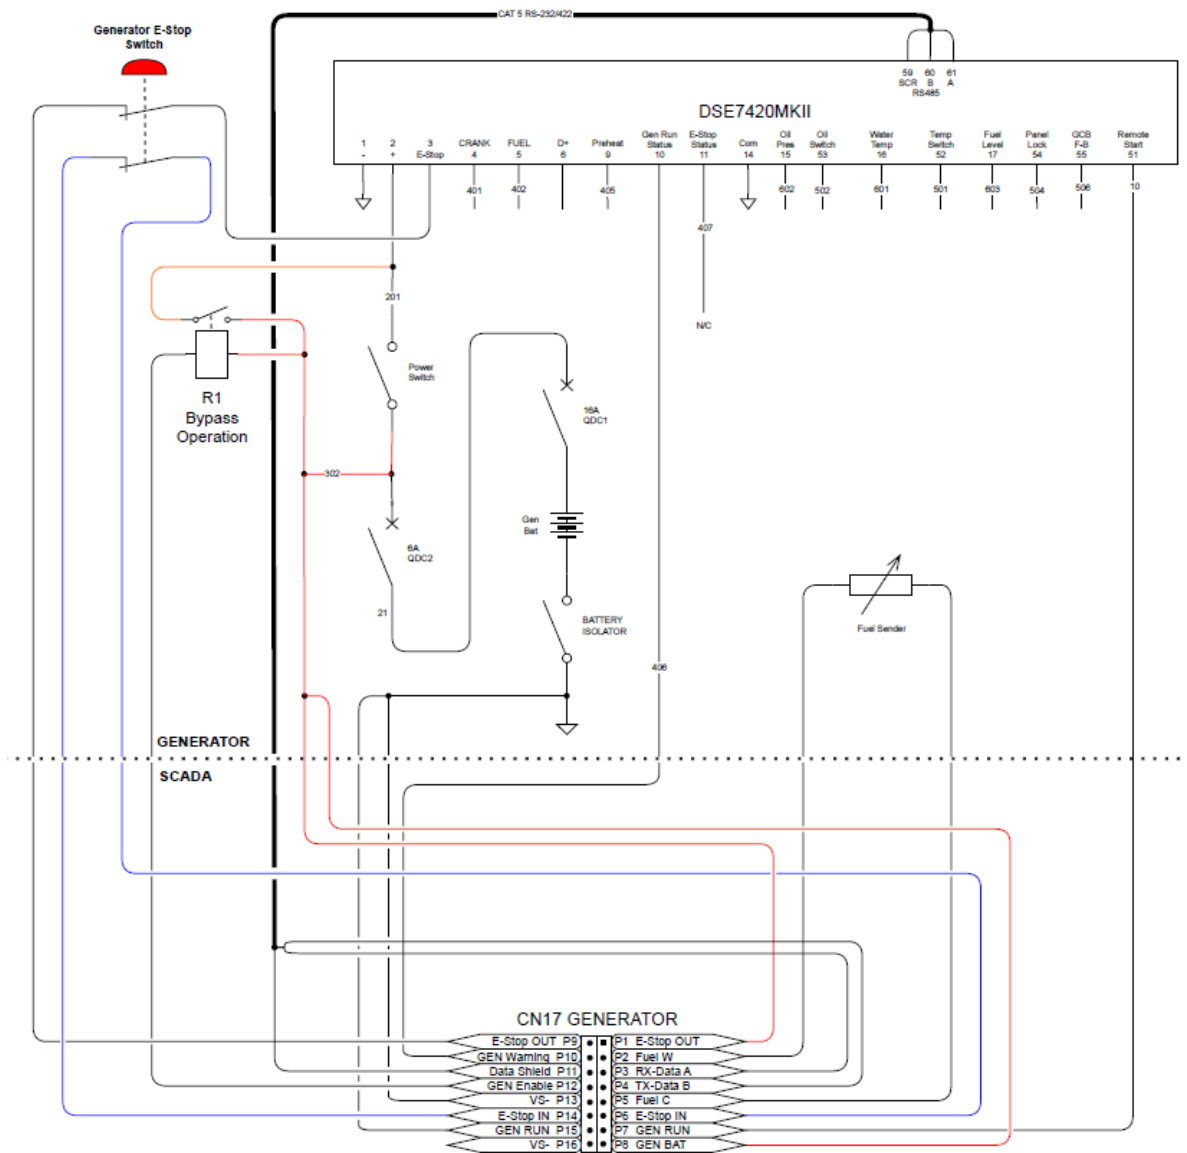 CAT 5 RS-232/422
Generator E-Stop
Switch
59 60 61
SCR B A
RS485
DSE7420MKII
1
-
2
+
3
E-Stop
CRANK
4
FUEL
5
D+
6
Preheat
9
Gen Run
Status
10
E-Stop
Status
11
Com
14
Oil
Pres
15
Oil
Switch
53
Water
Temp
16
Temp
Switch
52
Fuel
Level
17
Panel
Lock
54
GCB
F-B
55
Remote
Start
51
401
402
405
602
502
601
501
603
504
506
10
407
201
N/C
Power
Switch
R1
Bypass
Operation
16A
QDC1
302
Gen
Bat
6A
QDC2
21
BATTERY
ISOLATOR
Fuel Sender
406
GENERATOR
SCADA
CN17 GENERATOR
E-Stop OUT P9 P1 E-Stop OUT
GEN Warning P10 P2 Fuel W
Data Shield P11 P3 RX-Data A
GEN Enable P12 P4 TX-Data B
VS- P13 P5 Fuel C
E-Stop IN P14 P6 E-Stop IN
GEN RUN P15 P7 GEN RUN
VS- P16 P8 GEN BAT